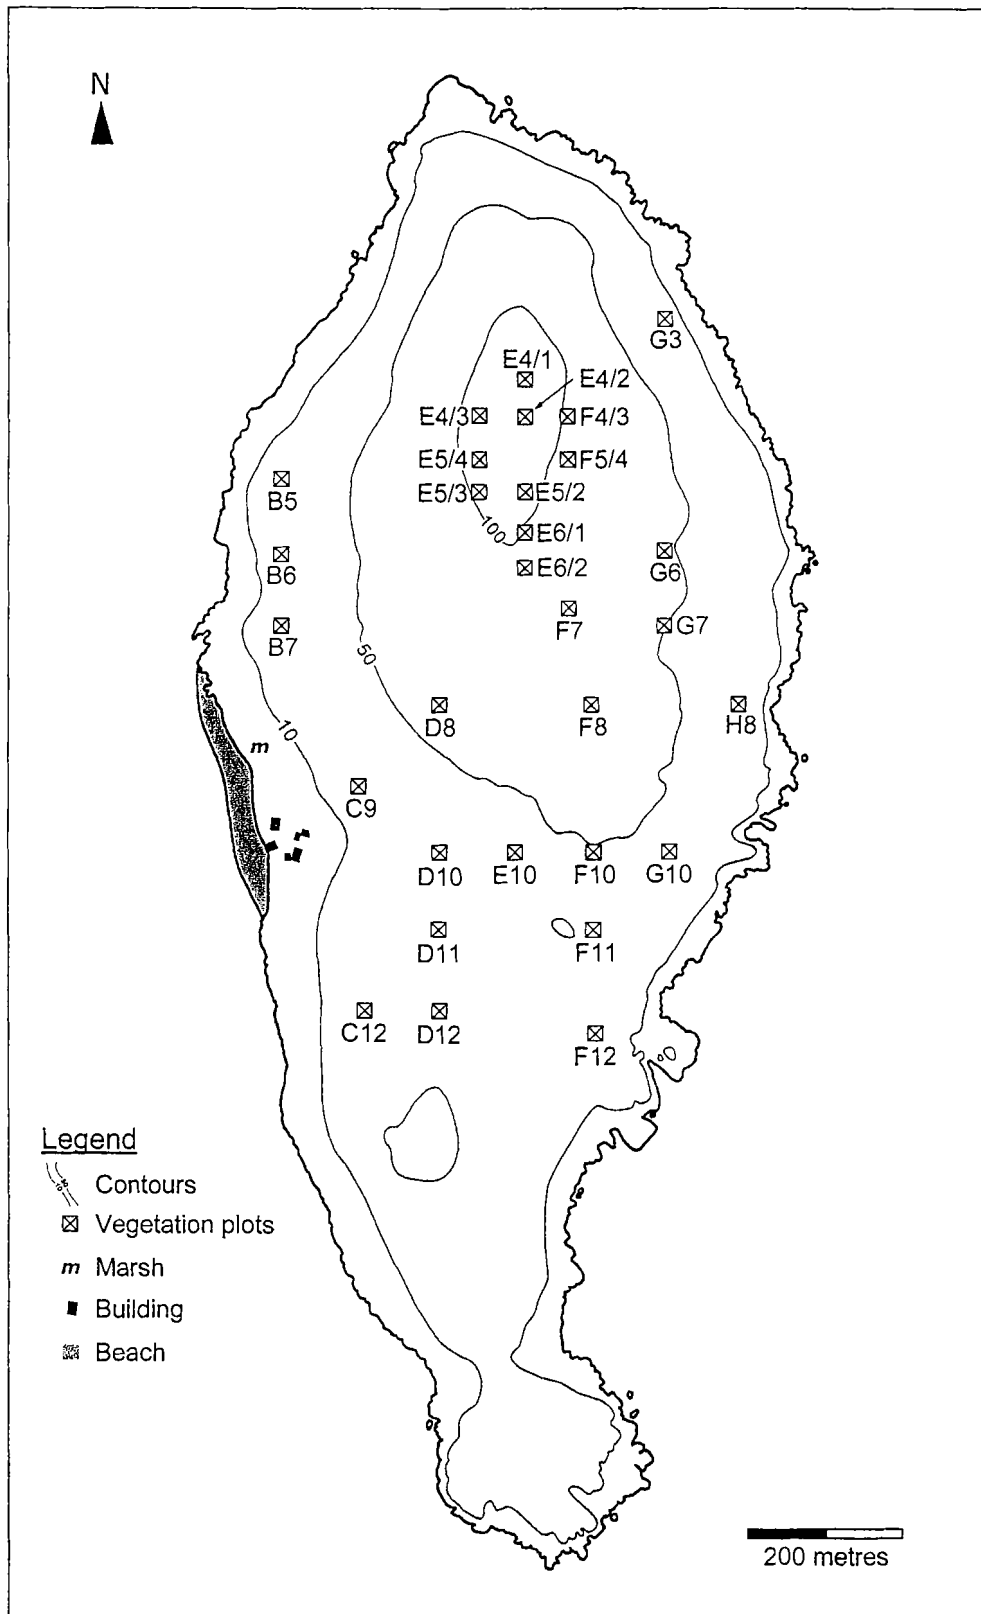 N
G3
E4/1
E4/2
E4/3
F4/3
E5/4
F5/4
E5/3
E5/2
B5
100
E6/1
B6
E6/2
G6
F7
G7
B7
50
D8
F8
H8
10
m
C9
D10
E10
F10
G10
D11
F11
C12
D12
F12
Legend
Contours
Vegetation plots
m Marsh
Building
Beach
200 metres